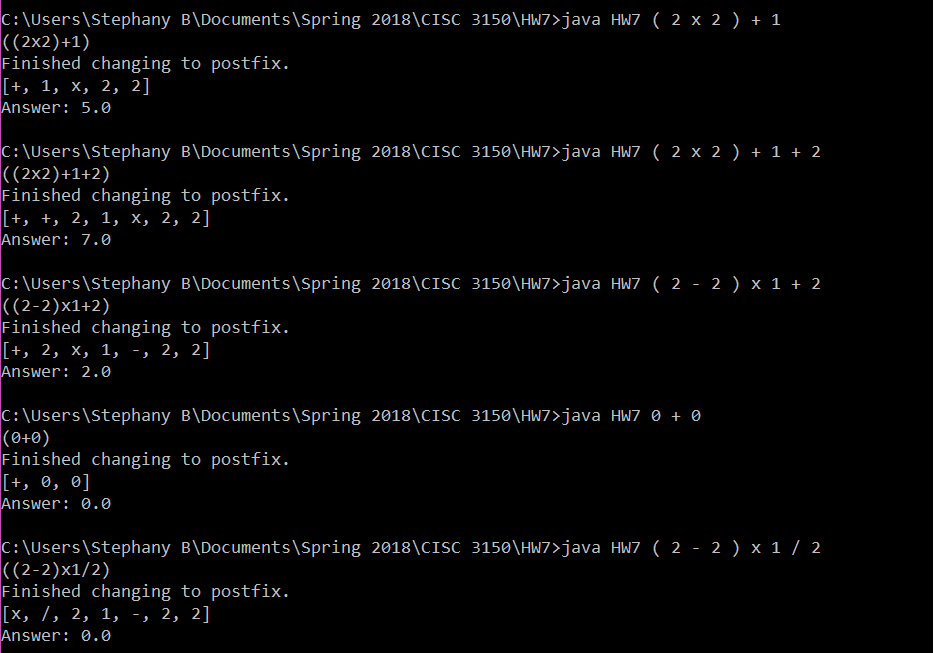 C:\Users\Stephany B\Documents\Spring 2018\CISC 3150\HW7>java HW7 ( 2 x 2 ) + 1
((2x2)+1)
Finished changing to postfix.
[+, 1, x, 2, 2]
Answer: 5.0
C:\Users\Stephany B\Documents\Spring 2018\CISC 3150\HW7>java HW7 ( 2 x 2 ) + 1 + 2
((2x2)+1+2)
Finished changing to postfix.
[+, +, 2, 1, x, 2, 2]
Answer: 7.0
C:\Users\Stephany B\Documents\Spring 2018\CISC 3150\HW7>java HW7 ( 2 - 2 ) x 1 + 2
((2-2)x1+2)
Finished changing to postfix.
[+, 2, x, 1, -, 2, 2]
Answer: 2.0
C:\Users\Stephany B\Documents\Spring 2018\CISC 3150\HW7>java HW7 0 + 0
(0+0)
Finished changing to postfix.
[+, 0, 0]
Answer: 0.0
C:\Users\Stephany B\Documents\Spring 2018\CISC 3150\HW7>java HW7 ( 2 - 2 ) x 1 / 2
((2-2)x1/2)
Finished changing to postfix.
[x, /, 2, 1, -, 2, 2]
Answer: 0.0